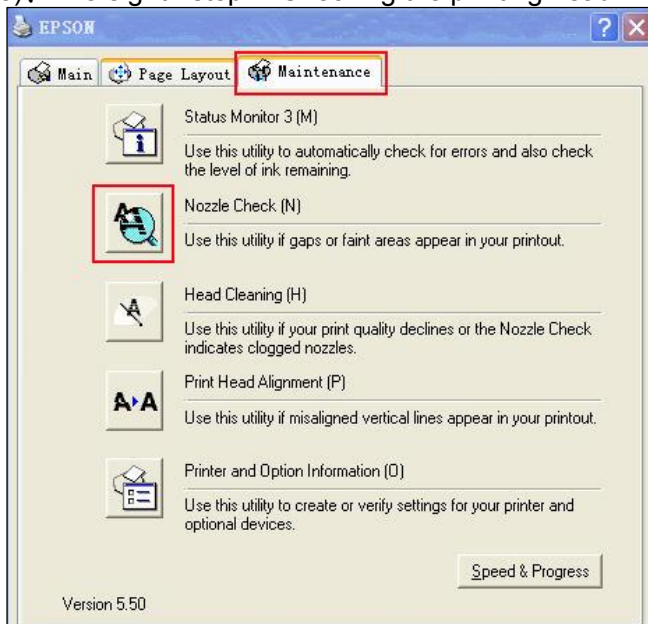 EPSON
Main Page Layout Maintenance
Status Monitor 3 (M)
Use this utility to automatically check for errors and also check
the level of ink remaining.
Nozzle Check (N)
Use this utility if gaps or faint areas appear in your printout.
Head Cleaning (H)
Use this utility if your print quality declines or the Nozzle Check
indicates clogged nozzles.
Print Head Alignment (P)
Use this utility if misaligned vertical lines appear in your printout.
Printer and Option Information (O)
Use this utility to create or verify settings for your printer and
optional devices.
Speed & Progress
Version 5.50